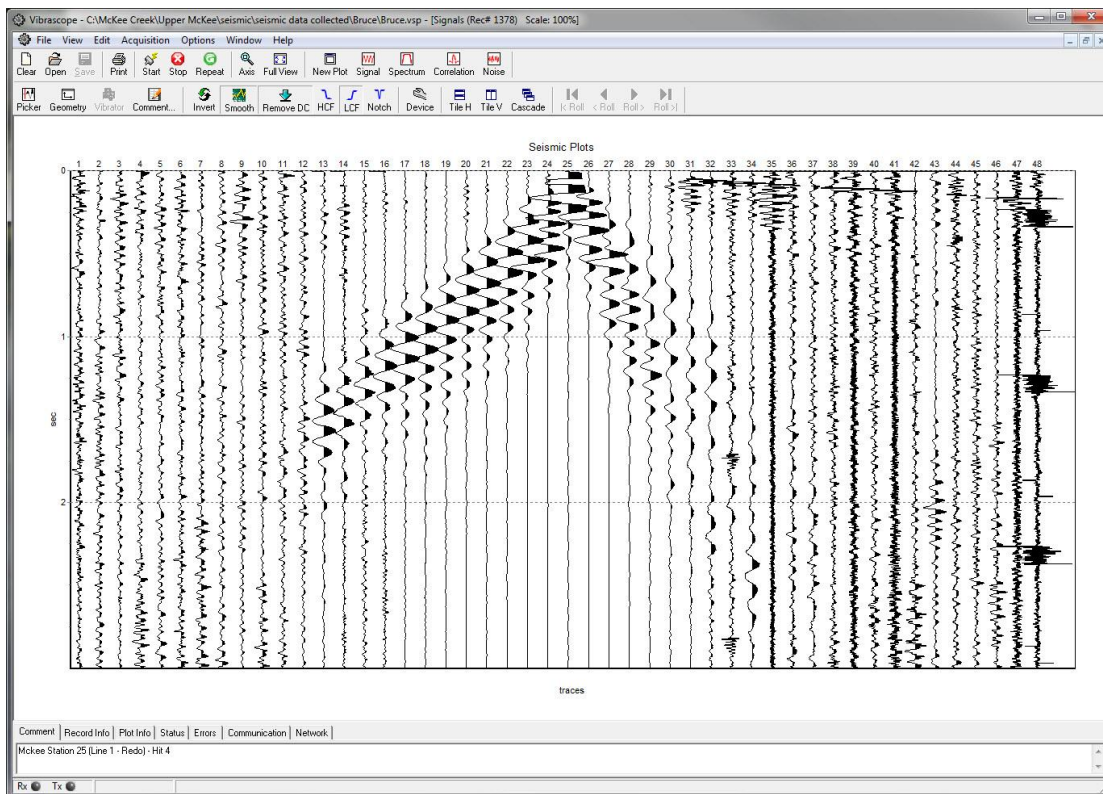 Vibrascope - C:\McKee Creek\Upper McKee\seismic\seismic data collected\Bruce\Bruce.vsp - [Signals (Rec# 1378) Scale: 100%]
File View Edit Acquisition Options Window Help
Clear Open Save Print Start Stop Repeat Axis Full View New Plot Signal Spectrum Correlation Noise
Picker Geometry Vibrator Comment... Invert Smooth Remove DC HCF LCF Notch Device Tile H Tile V Cascade |< Roll < Roll Roll > Roll >|
Seismic Plots
1 2 3 4 5 6 7 8 9 10 11 12 13 14 15 16 17 18 19 20 21 22 23 24 25 26 27 28 29 30 31 32 33 34 35 36 37 38 39 40 41 42 43 44 45 46 47 48
0
1
sec
2
traces
Comment Record Info Plot Info Status Errors Communication Network
Mckee Station 25 (Line 1 - Redo) - Hit 4
Rx Tx